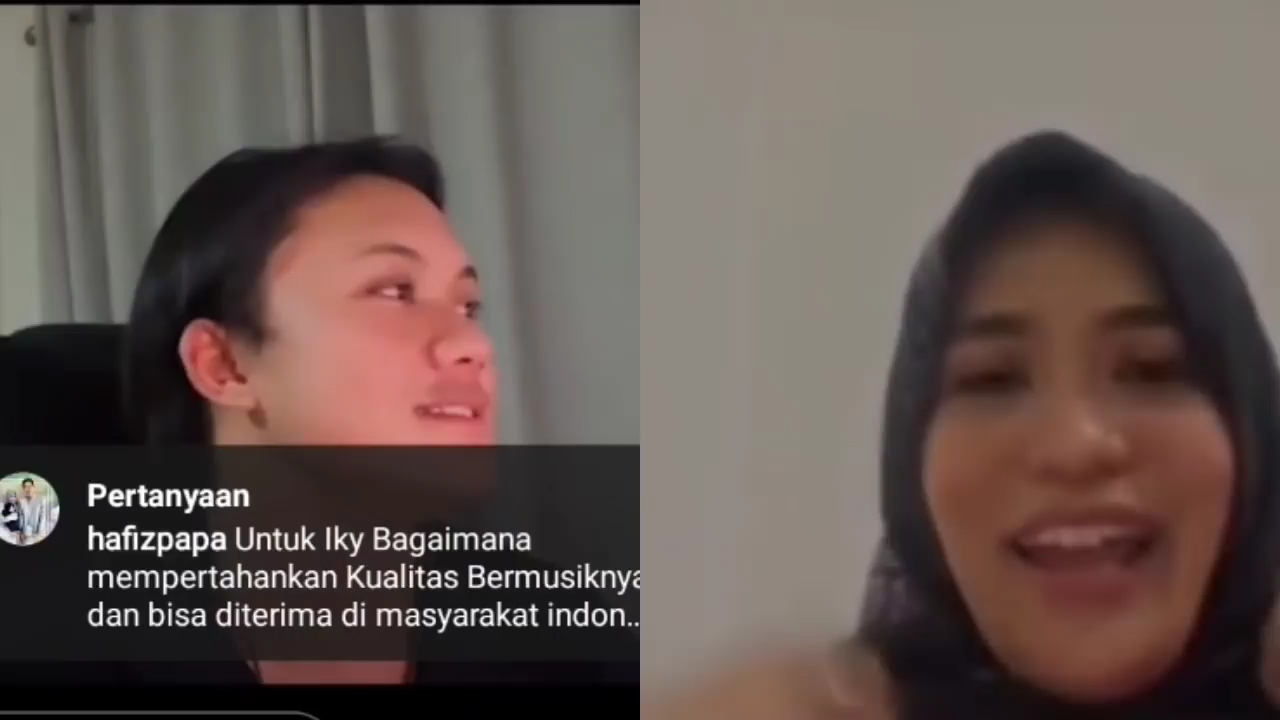 Pertanyaan
hafizpapa Untuk Iky Bagaimana
mempertahankan Kualitas Bermusiknya
dan bisa diterima di masyarakat indon..